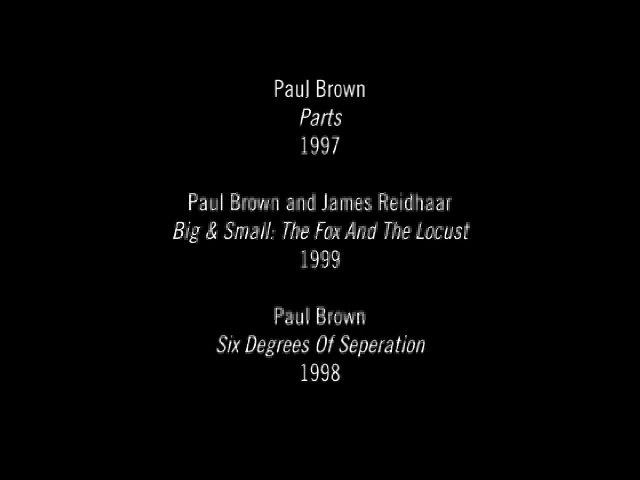 Paul Brown
Parts
1997
Paul Brown and James Reidhaar
Big & Small: The Fox And The Locust
1999
Paul Brown
Six Degrees Of Seperation
1998